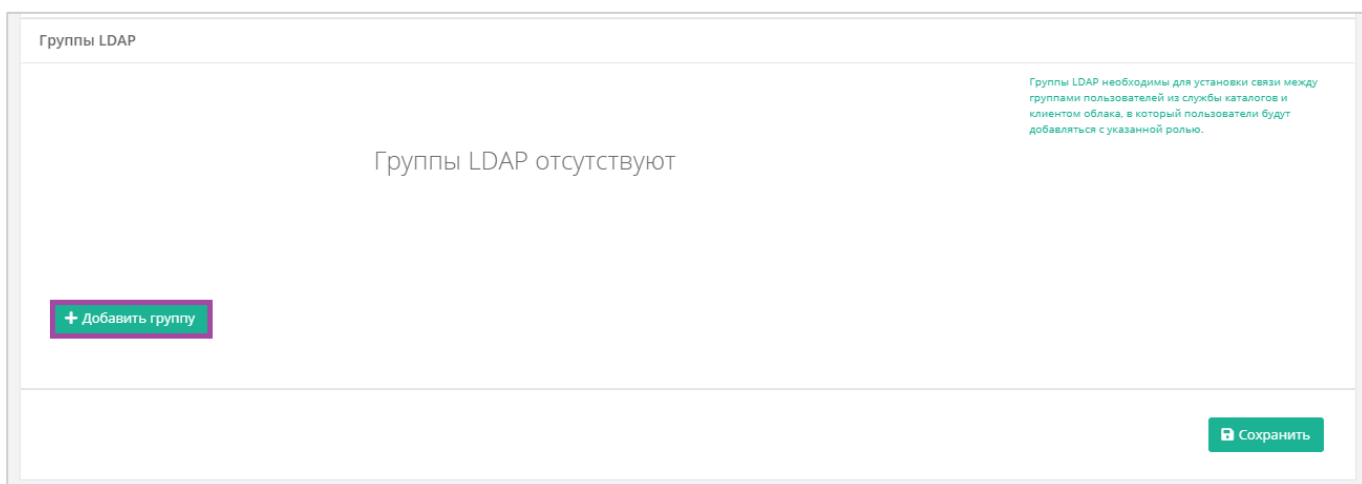 Группы LDAP
Группы LDAP необходимы для установки связи между
группами пользователей из службы каталогов и
клиентом облака, в который пользователи будут
добавляться с указанной ролью.
Группы LDAP отсутствуют
+ Добавить группу
Сохранить